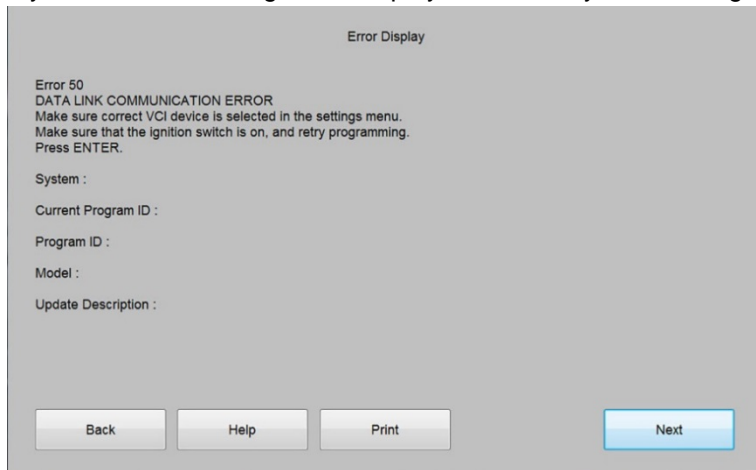 Error Display
Error 50
DATA LINK COMMUNICATION ERROR
Make sure correct VCI device is selected in the settings menu.
Make sure that the ignition switch is on, and retry programming.
Press ENTER.
System :
Current Program ID :
Program ID :
Model :
Update Description :
Back
Help
Print
Next